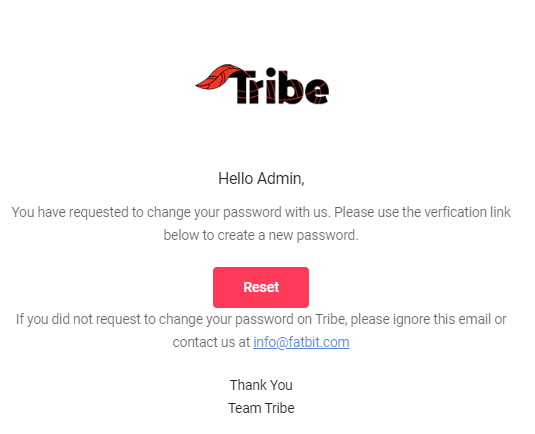 Tribe
Hello Admin,
You have requested to change your password with us. Please use the verfication link
below to create a new password.
Reset
If you did not request to change your password on Tribe, please ignore this email or
contact us at info@fatbit.com
Thank You
Team Tribe